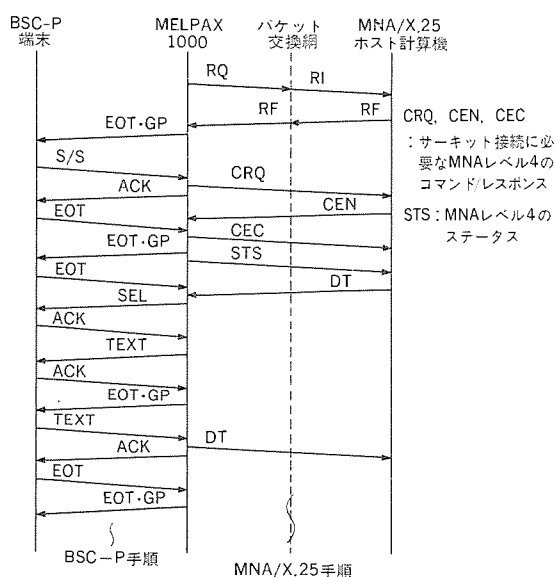 BSC-P
端末
MELPAX
1000
パケット
交換網
MNA/X,25
ホスト計算機
RQ
RI
RF
RF
EOT・GP
CRQ, CEN, CEC
:サーキット接続に必
要なMNAレベル4の
コマンド/レスポンス
S/S
CRQ
ACK
CEN
STS:MNAレベル4の
ステータス
EOT
CEC
EOT・GP
STS
EOT
DT
SEL
ACK
TEXT
ACK
EOT・GP
TEXT
DT
ACK
EOT
EOT・GP
BSC-P手順
MNA/X,25手順